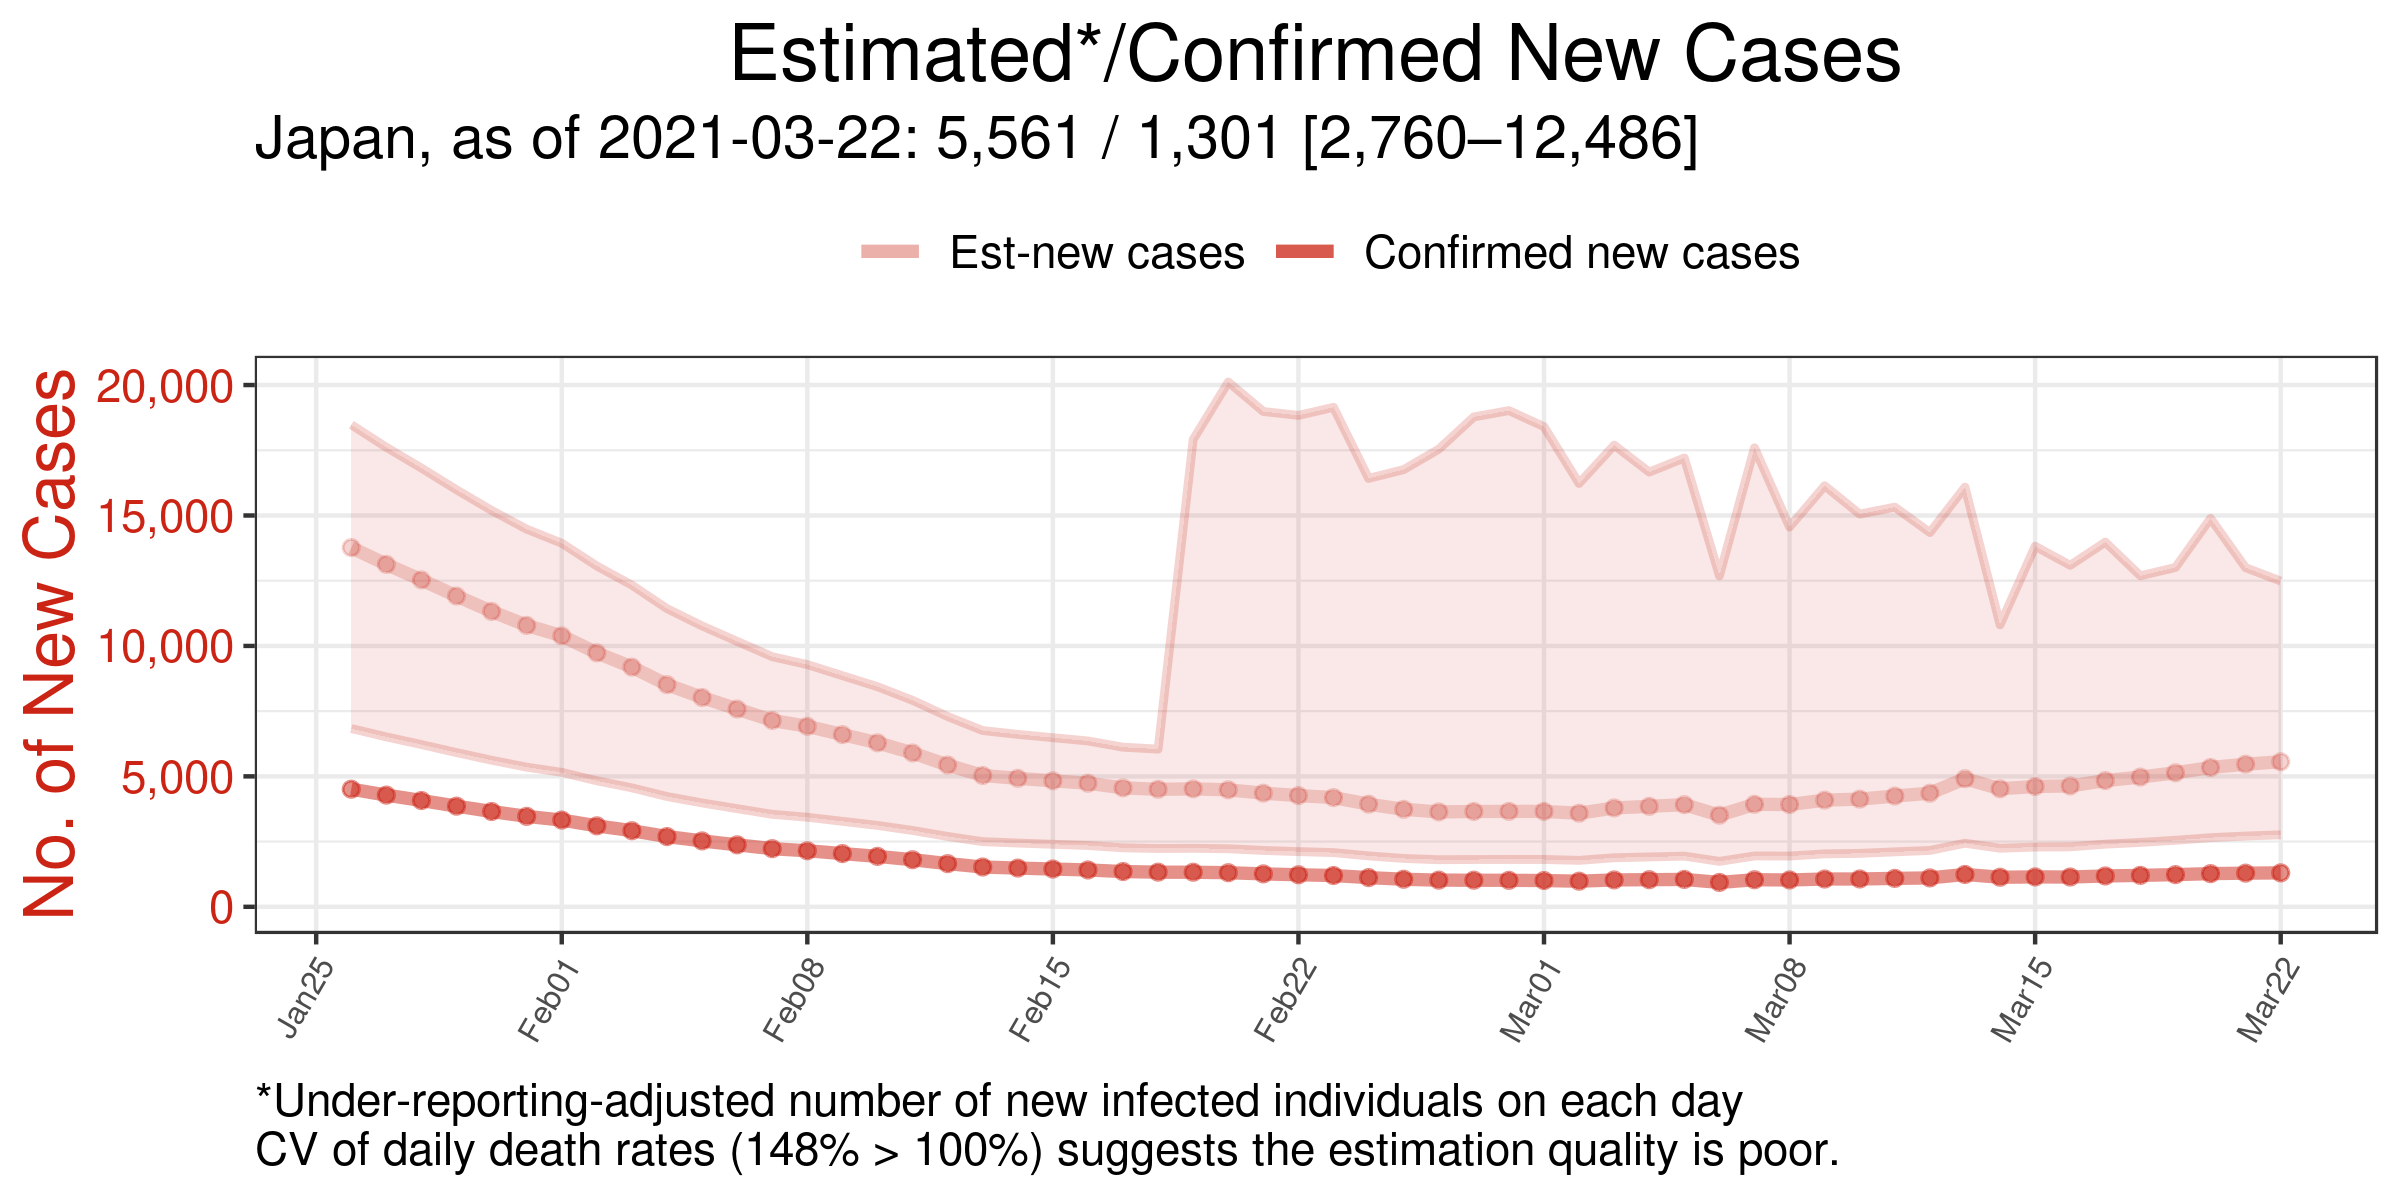 Estimated*/Confirmed New Cases
Japan, as of 2021-03-22: 5,561 / 1,301 [2,760–12,486]
Est-new cases
Confirmed new cases
No. of New Cases
20,000
15,000
10,000
5,000
0
Jan25
Feb01
Feb08
Feb15
Feb22
Mar01
Mar08
Mar15
Mar22
*Under-reporting-adjusted number of new infected individuals on each day
CV of daily death rates (148% > 100%) suggests the estimation quality is poor.